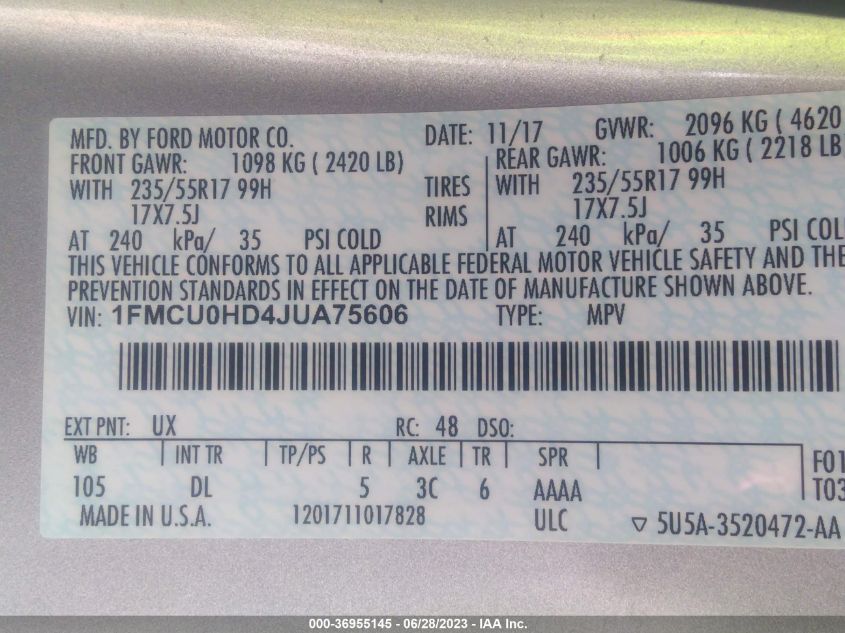 MFD. BY FORD MOTOR CO. DATE: 11/17 GVWR: 2096 KG ( 4620
FRONT GAWR: 1098 KG ( 2420 LB) REAR GAWR: 1006 KG ( 2218 LB
WITH 235/55R17 99H TIRES WITH 235/55R17 99H
17X7.5J RIMS 17X7.5J
AT 240 kPa/ 35 PSI COLD AT 240 kPa/ 35 PSI COL
THIS VEHICLE CONFORMS TO ALL APPLICABLE FEDERAL MOTOR VEHICLE SAFETY AND THE
PREVENTION STANDARDS IN EFFECT ON THE DATE OF MANUFACTURE SHOWN ABOVE.
VIN: 1FMCU0HD4JUA75606 TYPE: MPV
EXT PNT: UX RC: 48 DSO:
WB INT TR TP/PS R AXLE TR SPR F01
105 DL 5 3C 6 AAAA T03
MADE IN U.S.A. 1201711017828 ULC ▽ 5U5A-3520472-AA
000-36955145 - 06/28/2023 - IAA Inc.